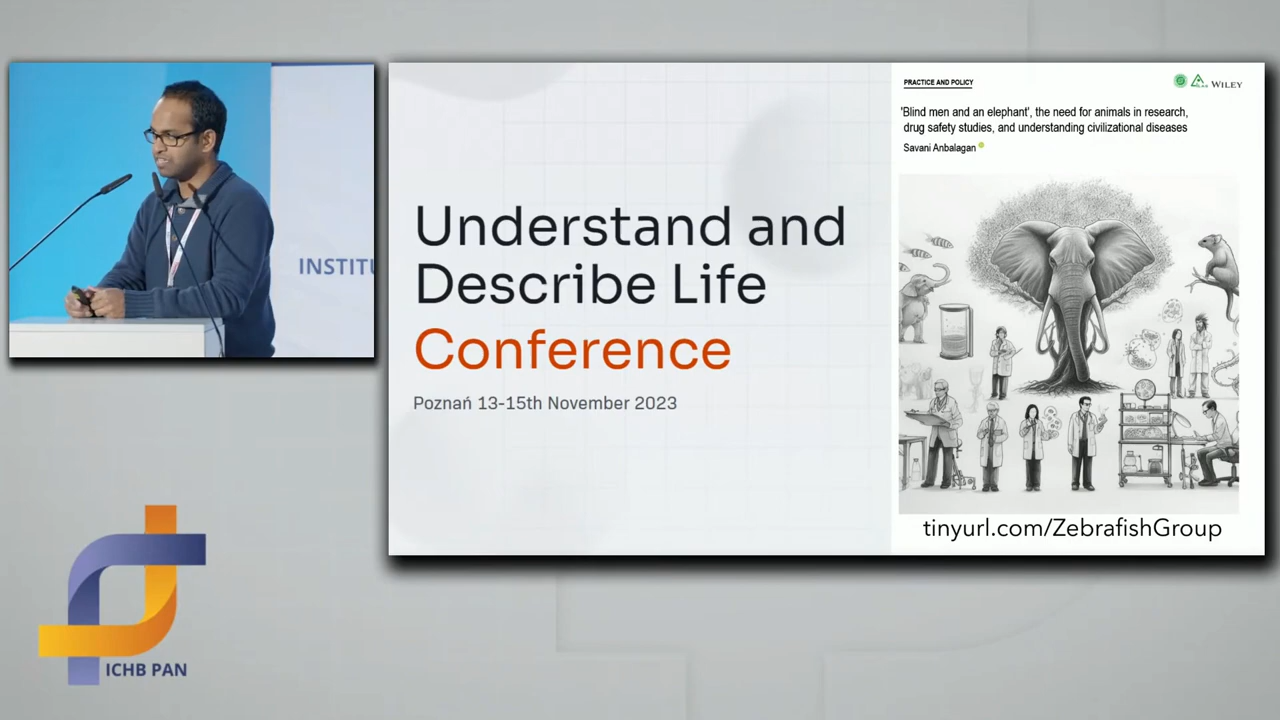 INSTITU
Understand and
Describe Life
Conference
Poznań 13-15th November 2023
PRACTICE AND POLICY
WILEY
'Blind men and an elephant', the need for animals in research,
drug safety studies, and understanding civilizational diseases
Savani Anbalagan
tinyurl.com/ZebrafishGroup
ICHB PAN